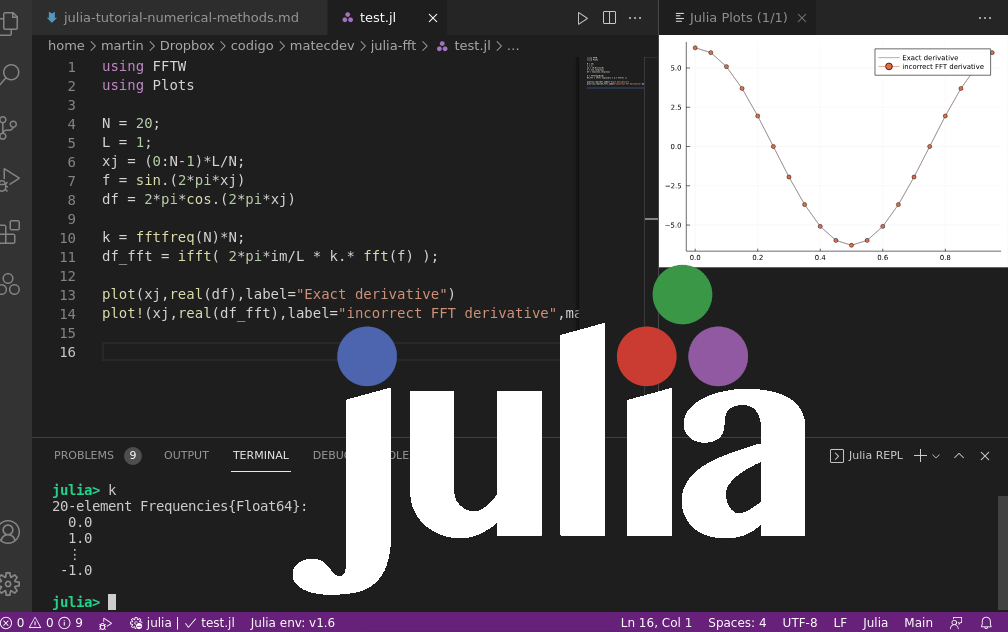 julia-tutorial-numerical-methods.md
test.jl
Julia Plots (1/1)
home > martin > Dropbox > codigo > matecdev > julia-fft > test.jl > ...
1 using FFTW
2 using Plots
3
4 N = 20;
5 L = 1;
6 xj = (0:N-1)*L/N;
7 f = sin.(2*pi*xj)
8 df = 2*pi*cos.(2*pi*xj)
9
10 k = fftfreq(N)*N;
11 df_fft = ifft( 2*pi*im/L * k.* fft(f) );
12
13 plot(xj,real(df),label="Exact derivative")
14 plot!(xj,real(df_fft),label="incorrect FFT derivative",ma
15
16
Exact derivative
incorrect FFT derivative
5.0
2.5
0.0
−2.5
−5.0
0.0 0.2 0.4 0.6 0.8
julia
PROBLEMS 9 OUTPUT TERMINAL
Julia REPL
julia> k
20-element Frequencies{Float64}:
0.0
1.0
⋮
-1.0
julia>
0 0 9 julia | test.jl Julia env: v1.6 Ln 16, Col 1 Spaces: 4 UTF-8 LF Julia Main